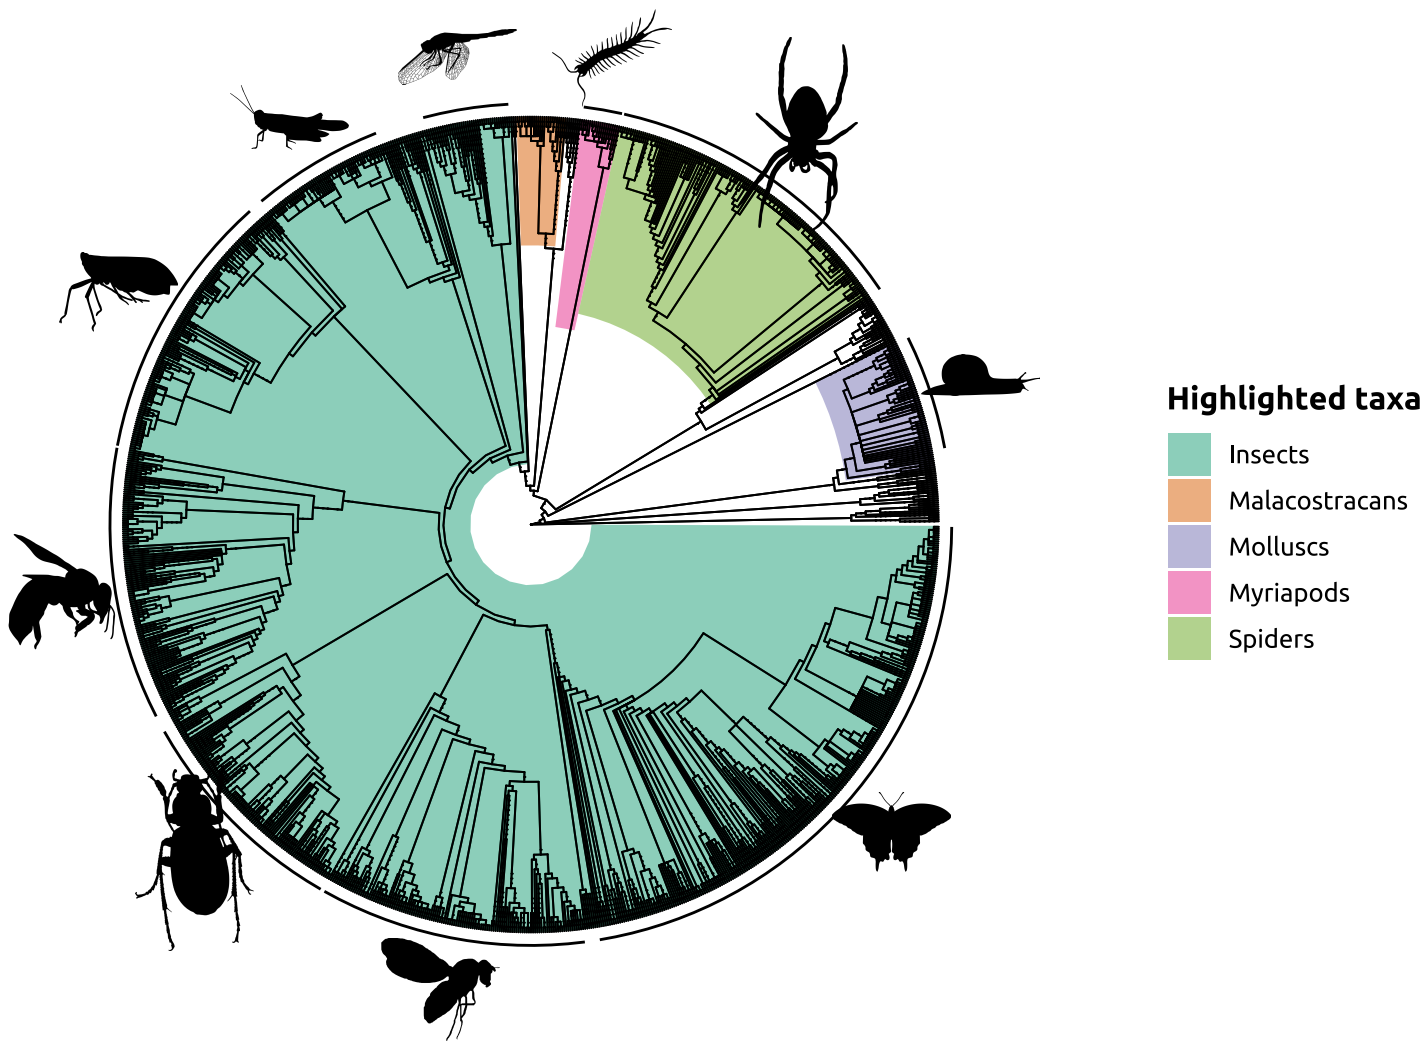 Highlighted taxa
Insects
Malacostracans
Molluscs
Myriapods
Spiders